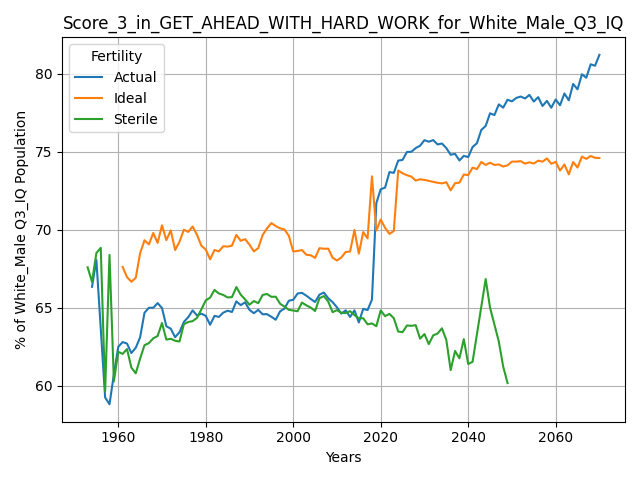 Score_3_in_GET_AHEAD_WITH_HARD_WORK_for_White_Male_Q3_IQ
Fertility
Actual
Ideal
Sterile
% of White_Male Q3_IQ Population
80
75
70
65
60
1960
1980
2000
2020
2040
2060
Years